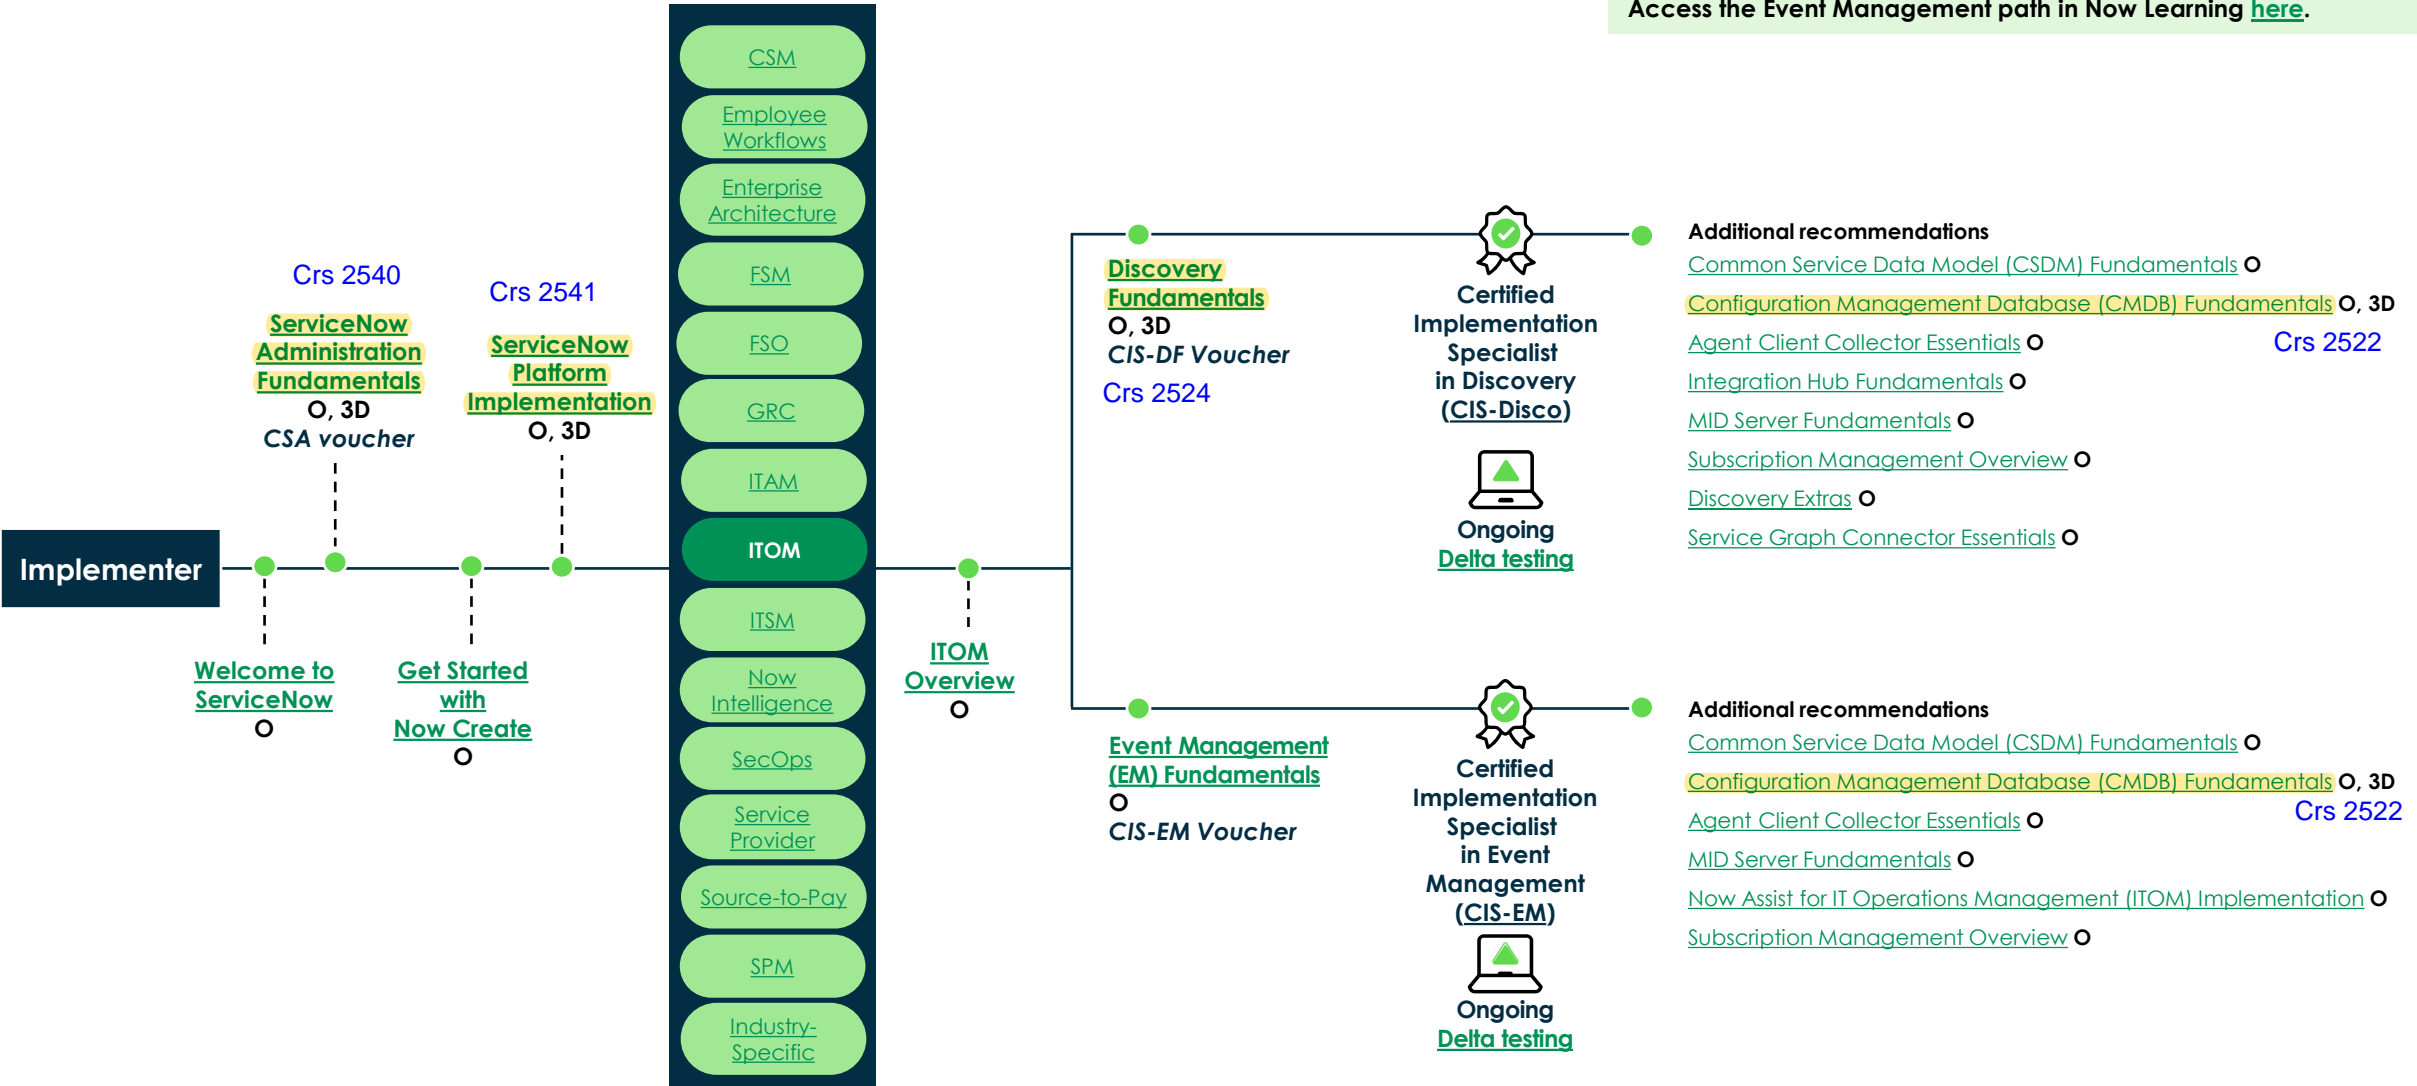 Access the Event Management path in Now Learning here.
Implementer
Welcome to
ServiceNow
O
Crs 2540
ServiceNow
Administration
Fundamentals
O, 3D
CSA voucher
Get Started
with
Now Create
O
Crs 2541
ServiceNow
Platform
Implementation
O, 3D
CSM
Employee
Workflows
Enterprise
Architecture
FSM
FSO
GRC
ITAM
ITOM
ITSM
Now
Intelligence
SecOps
Service
Provider
Source-to-Pay
SPM
Industry-
Specific
ITOM
Overview
O
Discovery
Fundamentals
O, 3D
CIS-DF Voucher
Crs 2524
Certified
Implementation
Specialist
in Discovery
(CIS-Disco)
Ongoing
Delta testing
Additional recommendations
Common Service Data Model (CSDM) Fundamentals O
Configuration Management Database (CMDB) Fundamentals O, 3D
Agent Client Collector Essentials O
Crs 2522
Integration Hub Fundamentals O
MID Server Fundamentals O
Subscription Management Overview O
Discovery Extras O
Service Graph Connector Essentials O
Event Management
(EM) Fundamentals
O
CIS-EM Voucher
Certified
Implementation
Specialist
in Event
Management
(CIS-EM)
Ongoing
Delta testing
Additional recommendations
Common Service Data Model (CSDM) Fundamentals O
Configuration Management Database (CMDB) Fundamentals O, 3D
Crs 2522
Agent Client Collector Essentials O
MID Server Fundamentals O
Now Assist for IT Operations Management (ITOM) Implementation O
Subscription Management Overview O